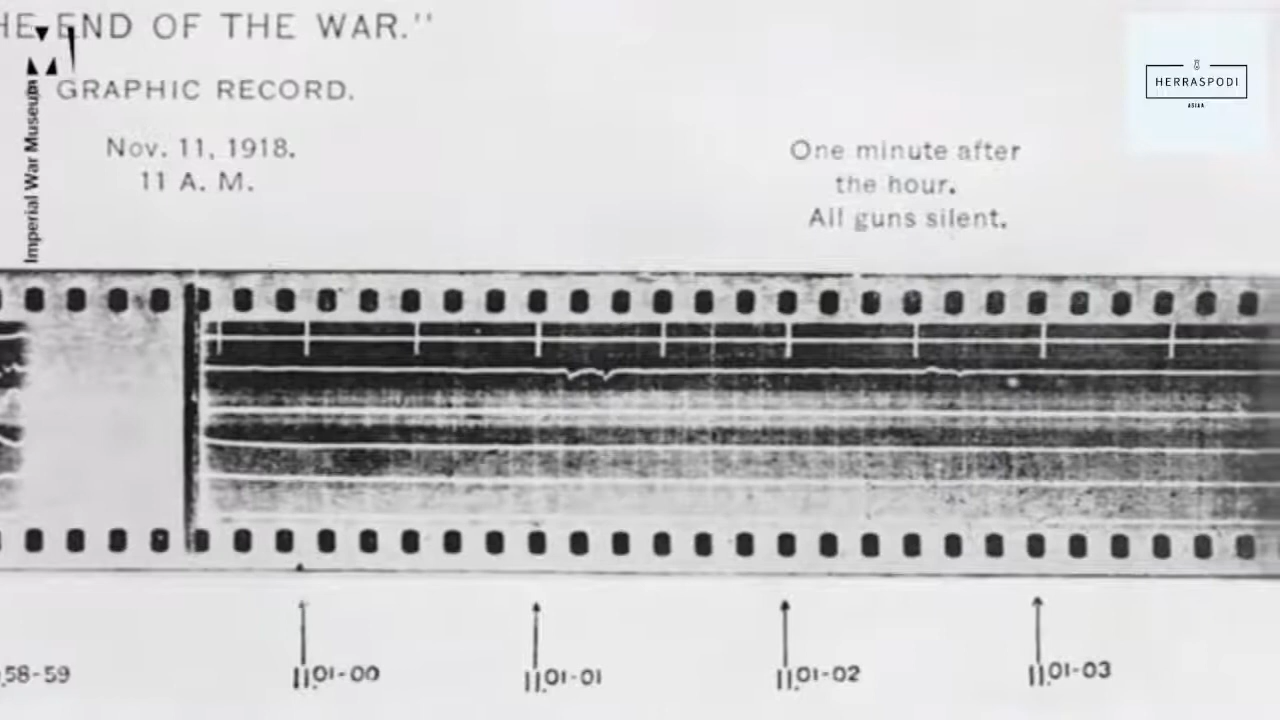 HE END OF THE WAR."
GRAPHIC RECORD.
Nov. 11, 1918.
11 A. M.
One minute after
the hour.
All guns silent.
Imperial War Museum
HERRASPODI
ASIAA
58-59
11.01-00
11.01-01
11.01-02
11.01-03